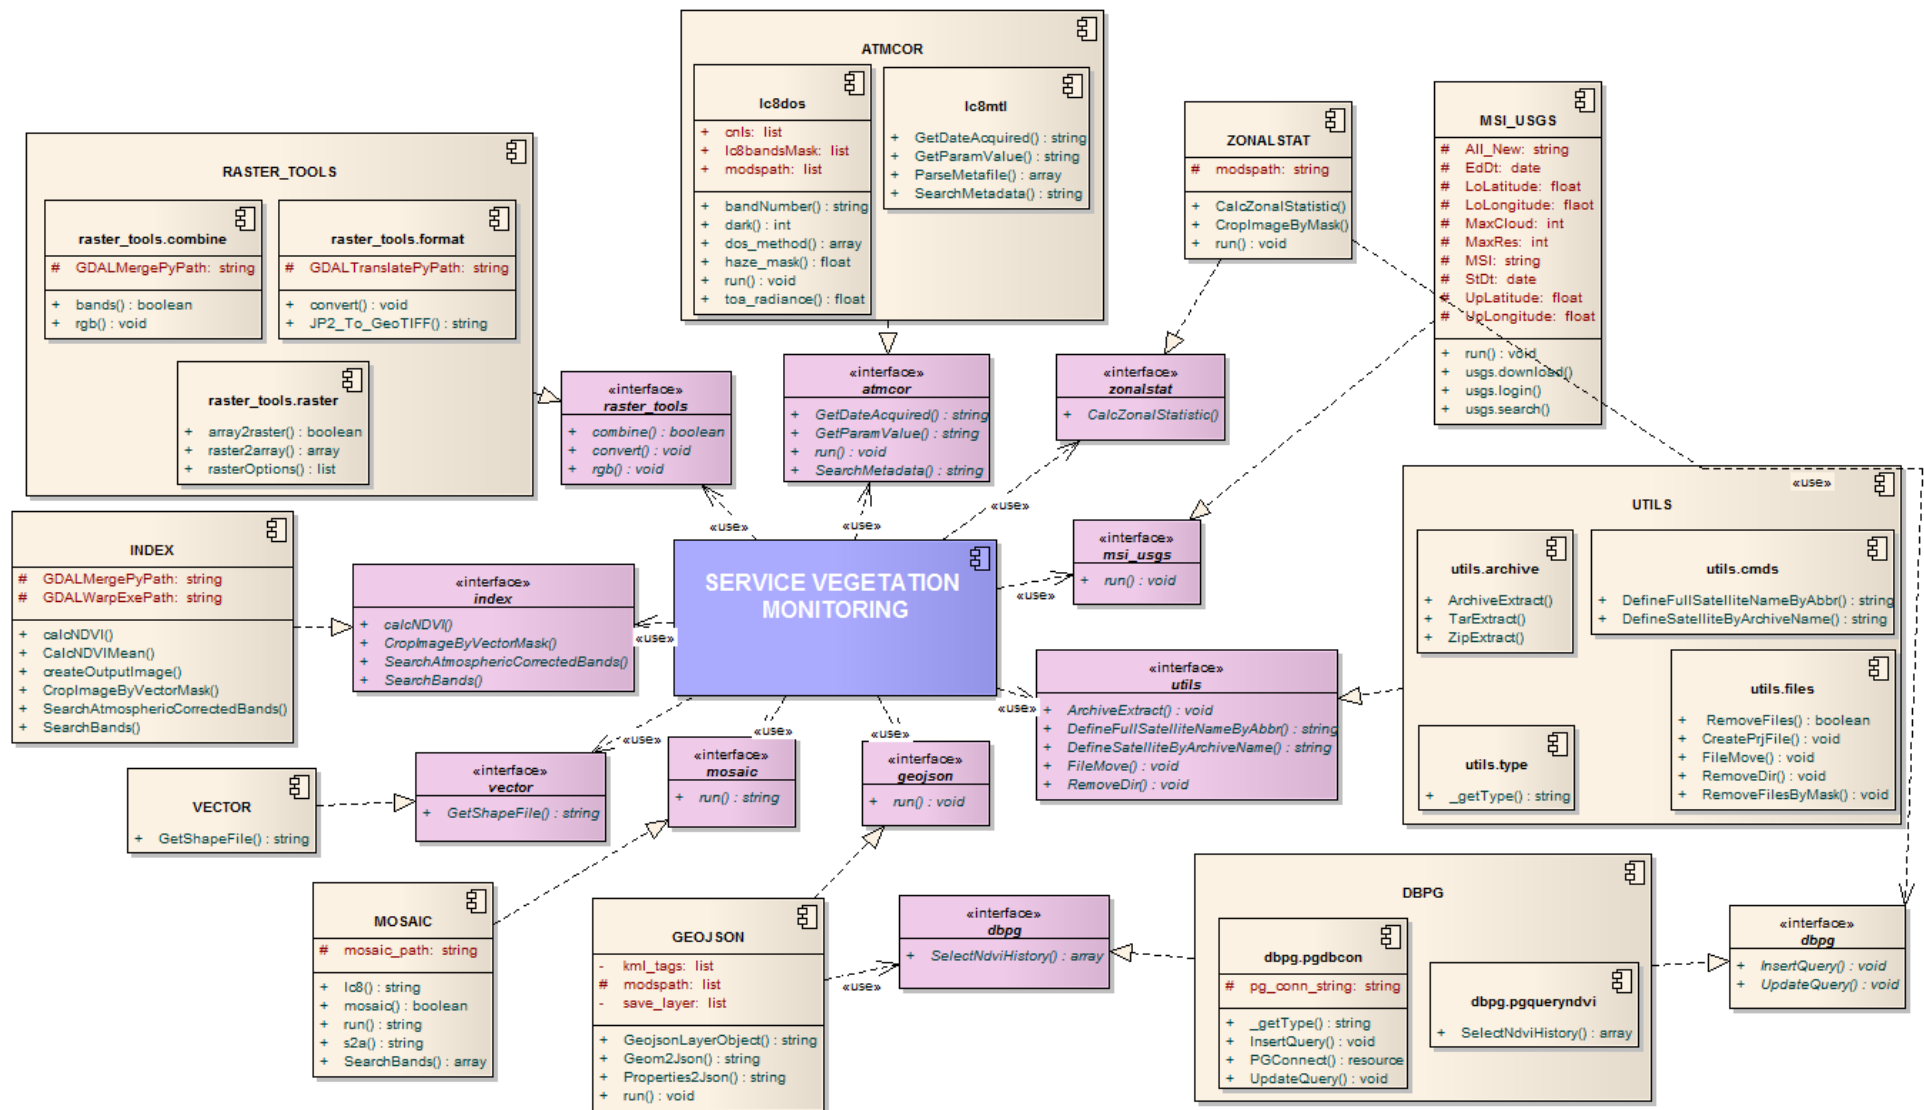 ATMCOR
lc8dos
+ cnls: list
+ lc8bandsMask: list
+ modspath: list
+ bandNumber() : string
+ dark() : int
+ dos_method() : array
+ haze_mask() : float
+ run() : void
+ toa_radiance() : float
lc8mtl
+ GetDateAcquired() : string
+ GetParamValue() : string
+ ParseMetafile() : array
+ SearchMetadata() : string
ZONALSTAT
# modspath: string
+ CalcZonalStatistic()
+ CropImageByMask()
+ run() : void
MSI_USGS
# All_New: string
# EdDt: date
# LoLatitude: float
# LoLongitude: flaot
# MaxCloud: int
# MaxRes: int
# MSI: string
# StDt: date
# UpLatitude: float
# UpLongitude: float
+ run() : void
+ usgs.download()
+ usgs.login()
+ usgs.search()
RASTER_TOOLS
raster_tools.combine
# GDALMergePyPath: string
+ bands() : boolean
+ rgb() : void
raster_tools.format
# GDALTranslatePyPath: string
+ convert() : void
+ JP2_To_GeoTIFF() : string
raster_tools.raster
+ array2raster() : boolean
+ raster2array() : array
+ rasterOptions() : list
«interface»
raster_tools
+ combine() : boolean
+ convert() : void
+ rgb() : void
«interface»
atmcor
+ GetDateAcquired() : string
+ GetParamValue() : string
+ run() : void
+ SearchMetadata() : string
«interface»
zonalstat
+ CalcZonalStatistic()
«use»
«use»
«use»
«use»
«interface»
msi_usgs
+ run() : void
«use»
SERVICE VEGETATION
MONITORING
INDEX
# GDALMergePyPath: string
# GDALWarpExePath: string
+ calcNDVI()
+ CalcNDVIMean()
+ createOutputImage()
+ CropImageByVectorMask()
+ SearchAtmosphericCorrectedBands()
+ SearchBands()
«interface»
index
+ calcNDVI()
+ CropImageByVectorMask()
+ SearchAtmosphericCorrectedBands()
+ SearchBands()
«use»
UTILS
utils.archive
+ ArchiveExtract()
+ TarExtract()
+ ZipExtract()
utils.cmds
+ DefineFullSatelliteNameByAbbr() : string
+ DefineSatelliteByArchiveName() : string
utils.files
+ RemoveFiles() : boolean
+ CreatePrjFile() : void
+ FileMove() : void
+ RemoveDir() : void
+ RemoveFilesByMask() : void
utils.type
+ _getType() : string
«interface»
utils
+ ArchiveExtract() : void
+ DefineFullSatelliteNameByAbbr() : string
+ DefineSatelliteByArchiveName() : string
+ FileMove() : void
+ RemoveDir() : void
«use»
«use»
«use»
«use»
VECTOR
+ GetShapeFile() : string
«interface»
vector
+ GetShapeFile() : string
«interface»
mosaic
+ run() : string
«interface»
geojson
+ run() : void
MOSAIC
# mosaic_path: string
+ lc8() : string
+ mosaic() : boolean
+ run() : string
+ s2a() : string
+ SearchBands() : array
GEOJSON
- kml_tags: list
# modspath: list
- save_layer: list
+ GeojsonLayerObject() : string
+ Geom2Json() : string
+ Properties2Json() : string
+ run() : void
«use»
«interface»
dbpg
+ SelectNdviHistory() : array
DBPG
dbpg.pgdbcon
# pg_conn_string: string
+ _getType() : string
+ InsertQuery() : void
+ PGConnect() : resource
+ UpdateQuery() : void
dbpg.pgqueryndvi
+ SelectNdviHistory() : array
«interface»
dbpg
+ InsertQuery() : void
+ UpdateQuery() : void